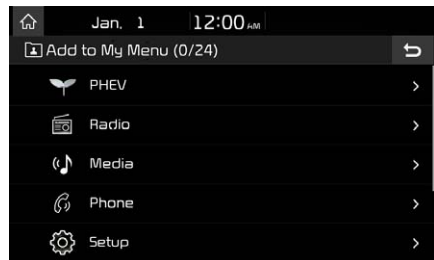 Jan. 1 12:00 AM
Add to My Menu (0/24)
PHEV
Radio
Media
Phone
Setup